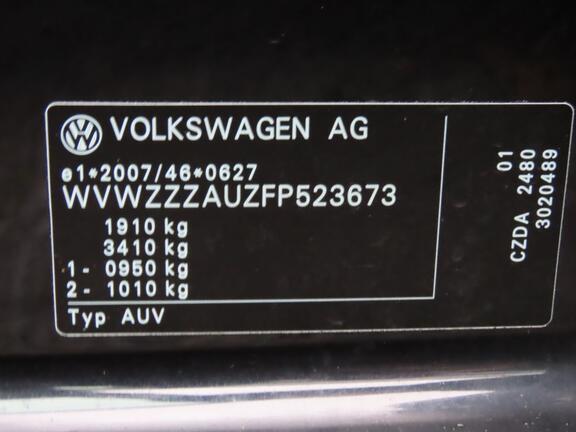 VOLKSWAGEN AG
e1*2007/46*0627
WVWZZZAUZFP523673
1910 kg
3410 kg
1- 0950 kg
2- 1010 kg
Typ AUV
01
CZDA 2480
3020489